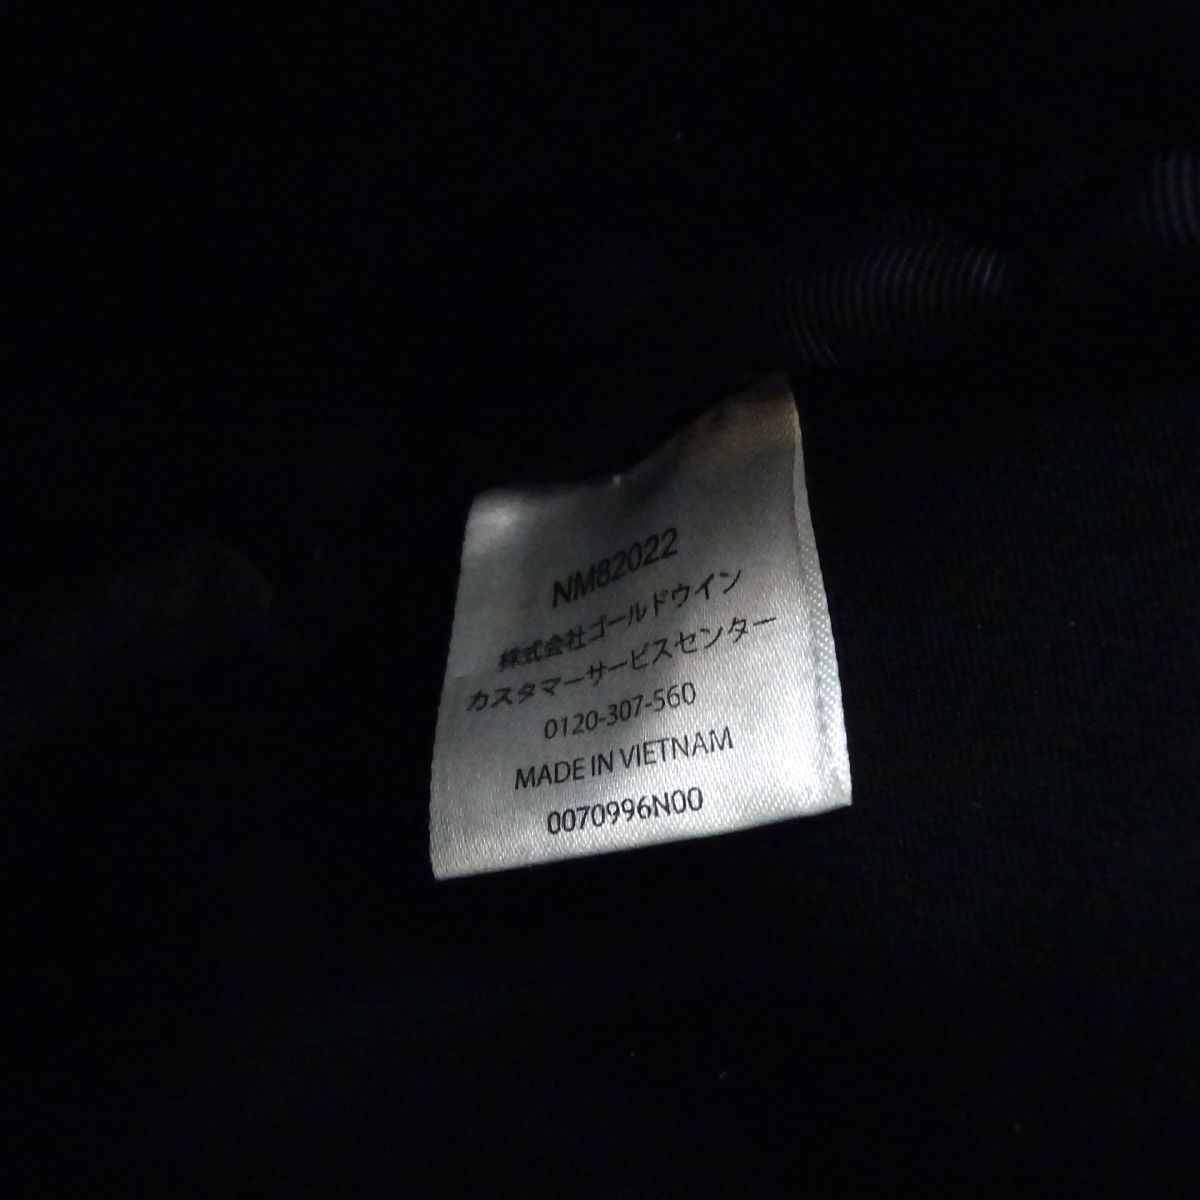 NM82022
株式会社ゴールドウイン
カスタマーサービスセンター
0120-307-560
MADE IN VIETNAM
0070996N00